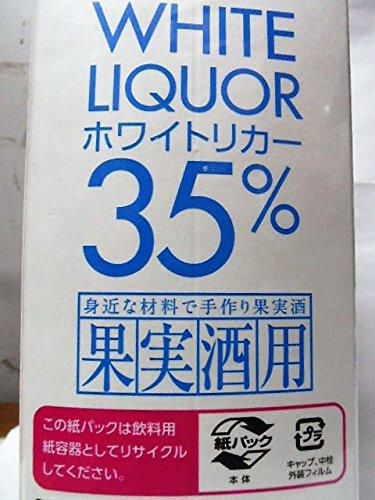 WHITE
LIQUOR
ホワイトリカー
35%
身近な材料で手作り果実酒
果実酒用
この紙パックは飲料用
紙容器としてリサイクル
してください。
紙パック
本体
プラ
キャップ、中栓
外装フィルム